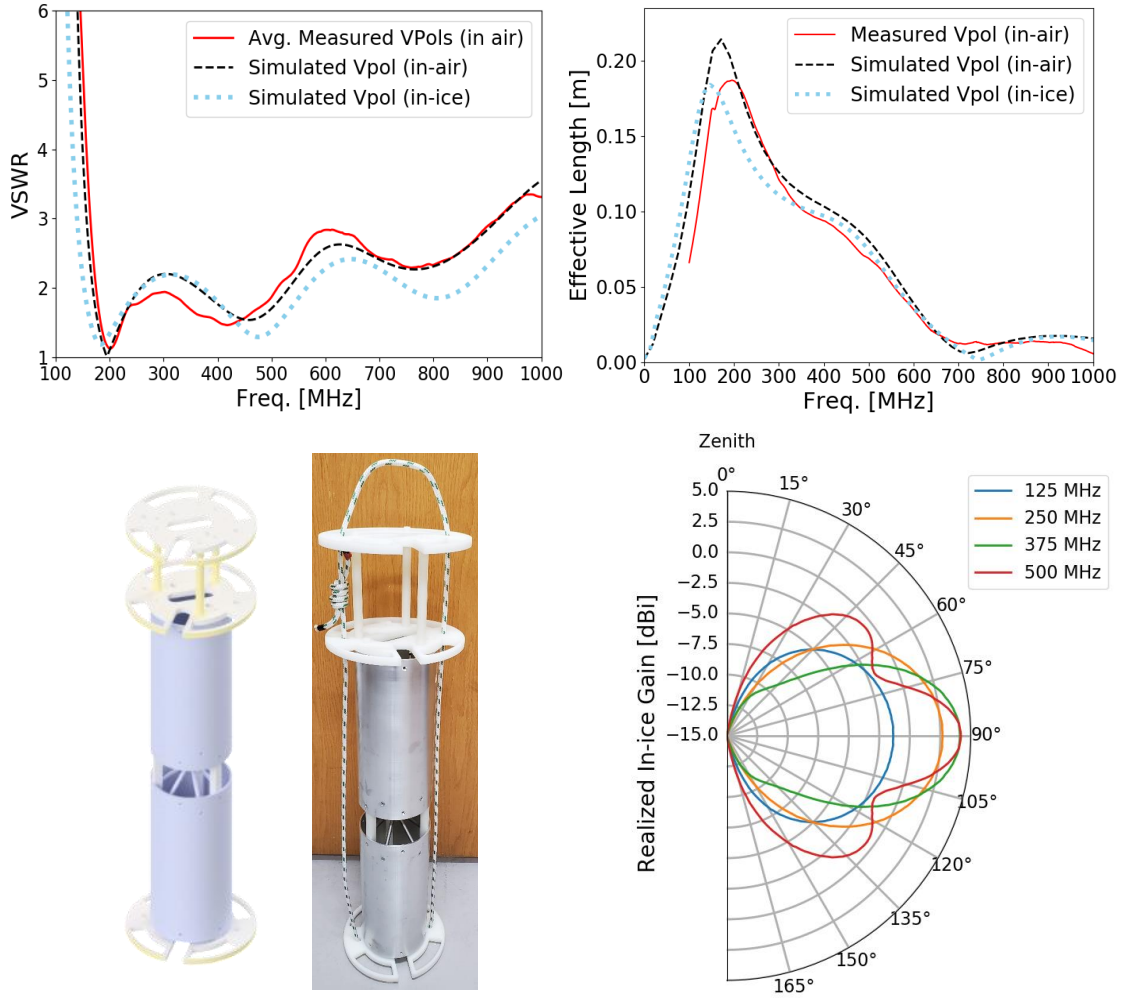 6
5
4
3
2
1
VSWR
100 200 300 400 500 600 700 800 900 1000
Freq. [MHz]
Avg. Measured VPols (in air)
Simulated Vpol (in-air)
Simulated Vpol (in-ice)
0.20
0.15
0.10
0.05
0.00
Effective Length [m]
0 100 200 300 400 500 600 700 800 900 1000
Freq. [MHz]
Measured Vpol (in-air)
Simulated Vpol (in-air)
Simulated Vpol (in-ice)
Zenith
0°
15°
30°
45°
60°
75°
90°
105°
120°
135°
150°
165°
5.0
2.5
0.0
−2.5
−5.0
−7.5
−10.0
−12.5
−15.0
Realized In-ice Gain [dBi]
125 MHz
250 MHz
375 MHz
500 MHz